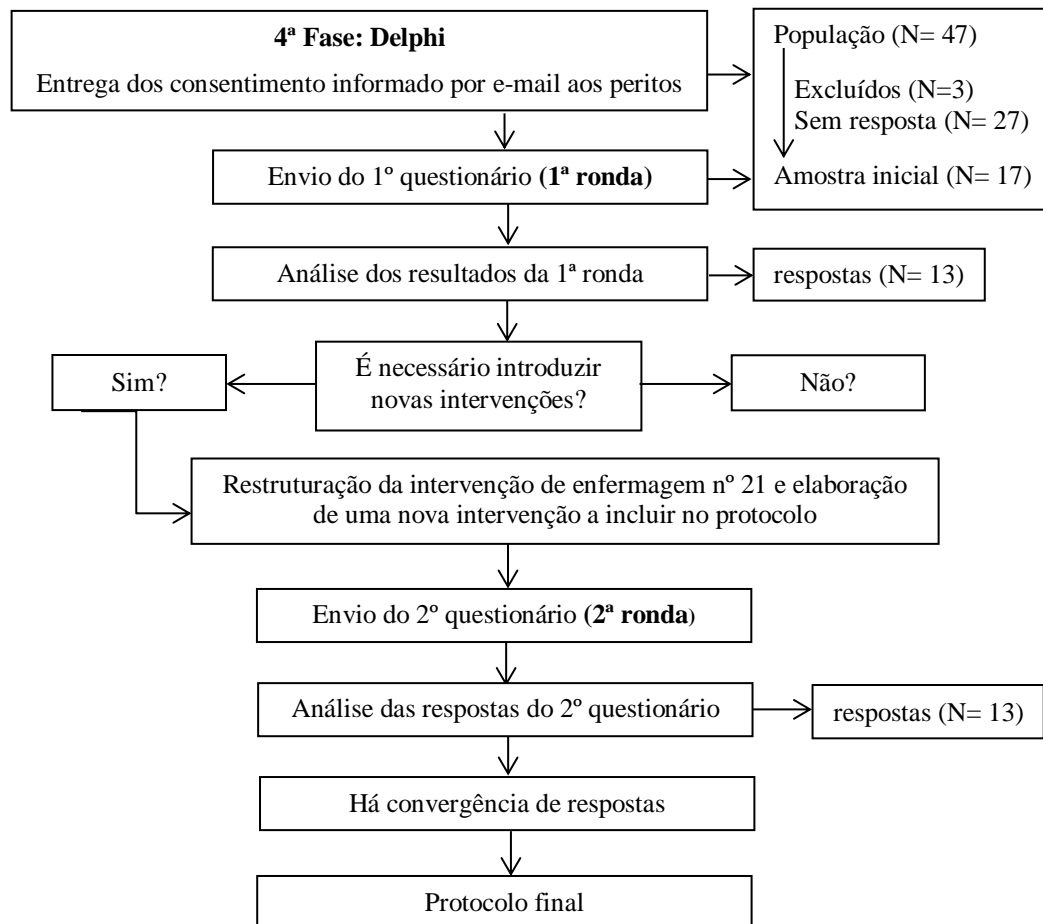 4ª Fase: Delphi
Entrega dos consentimento informado por e-mail aos peritos
População (N= 47)
Excluídos (N=3)
Sem resposta (N= 27)
Amostra inicial (N= 17)
Envio do 1º questionário (1ª ronda)
Análise dos resultados da 1ª ronda
respostas (N= 13)
Sim?
É necessário introduzir
novas intervenções?
Não?
Restruturação da intervenção de enfermagem nº 21 e elaboração
de uma nova intervenção a incluir no protocolo
Envio do 2º questionário (2ª ronda)
Análise das respostas do 2º questionário
respostas (N= 13)
Há convergência de respostas
Protocolo final